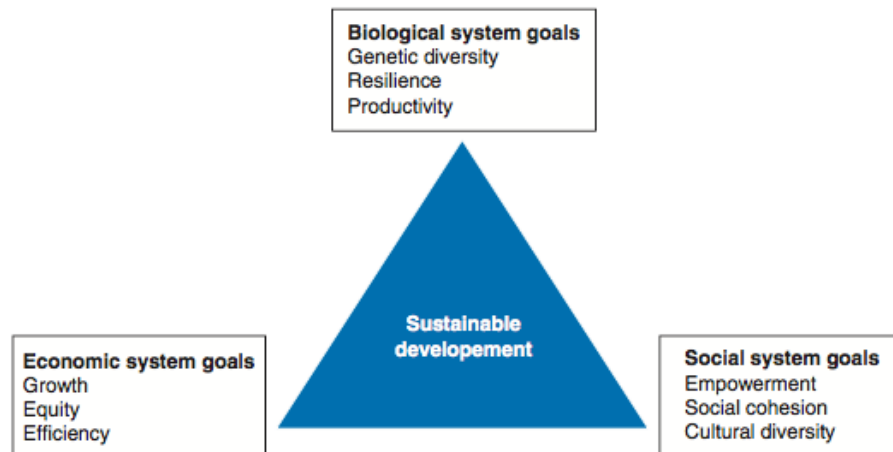 Biological system goals
Genetic diversity
Resilience
Productivity
Sustainable
developement
Economic system goals
Growth
Equity
Efficiency
Social system goals
Empowerment
Social cohesion
Cultural diversity